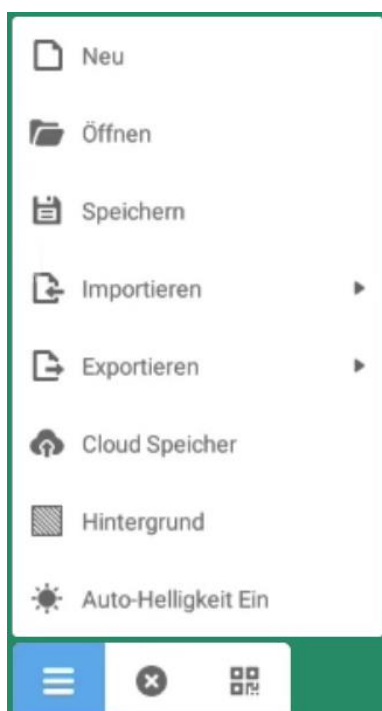 Neu
Öffnen
Speichern
Importieren
Exportieren
Cloud Speicher
Hintergrund
Auto-Helligkeit Ein